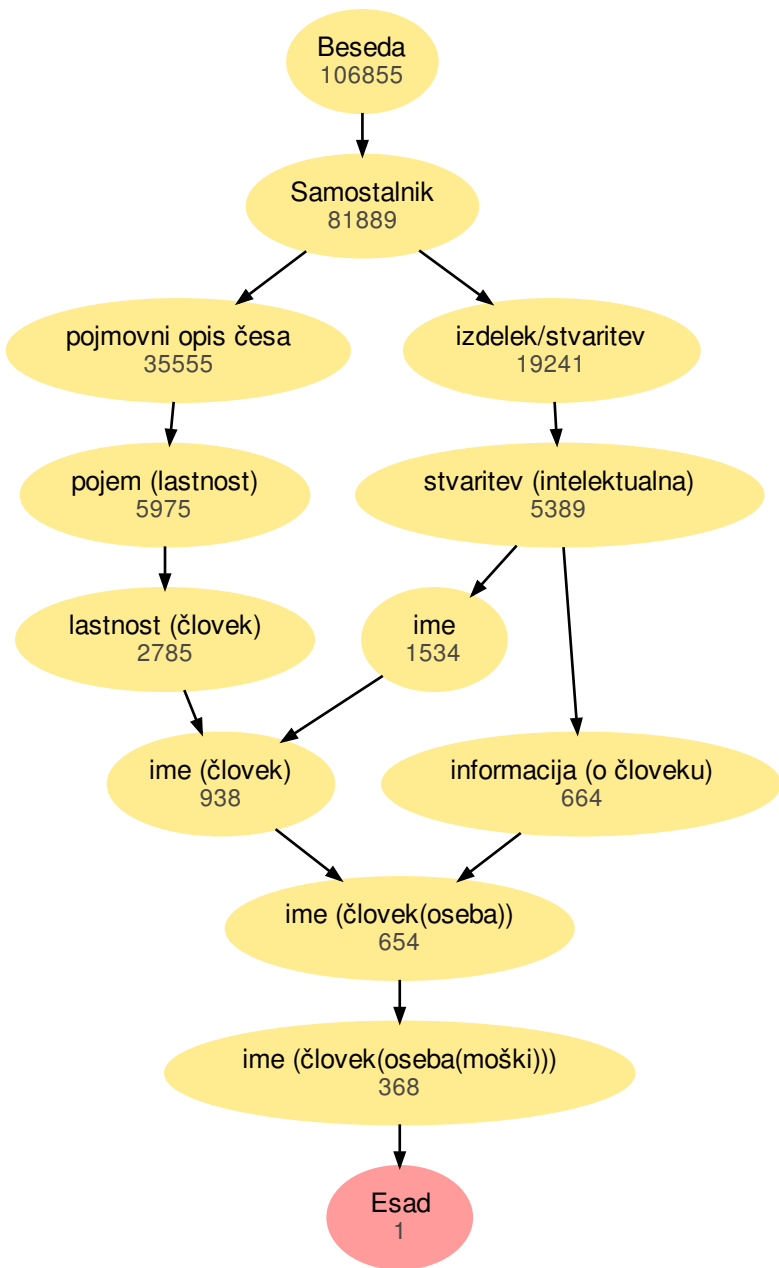 Beseda
106855
Samostalnik
81889
pojmovni opis česa
35555
izdelek/stvaritev
19241
pojem (lastnost)
5975
stvaritev (intelektualna)
5389
lastnost (človek)
2785
ime
1534
ime (človek)
938
informacija (o človeku)
664
ime (človek(oseba))
654
ime (človek(oseba(moški)))
368
Esad
1